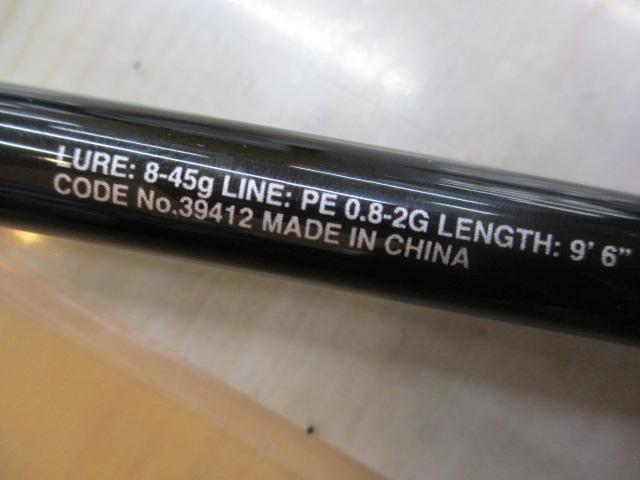 LURE: 8-45g LINE: PE 0.8-2G LENGTH: 9' 6"
CODE No.39412 MADE IN CHINA